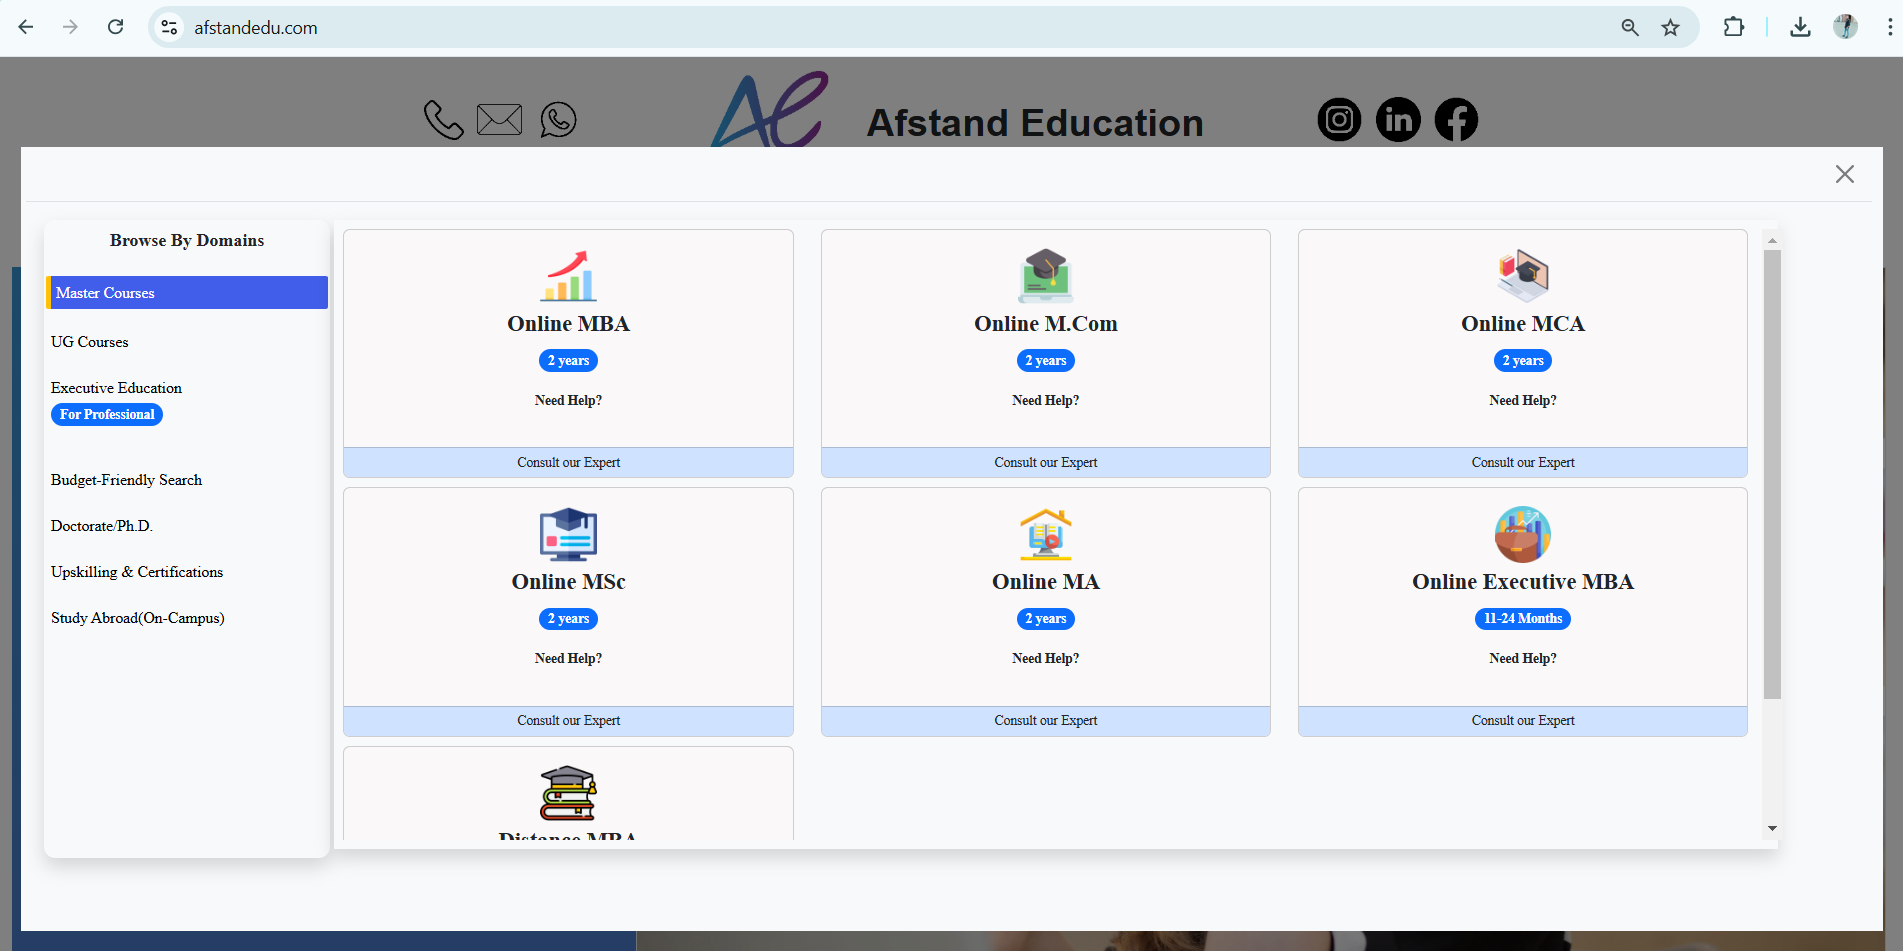 afstandedu.com
Afstand Education
Browse By Domains
Master Courses
UG Courses
Executive Education
For Professional
Budget-Friendly Search
Doctorate/Ph.D.
Upskilling & Certifications
Study Abroad(On-Campus)
Online MBA
2 years
Need Help?
Consult our Expert
Online M.Com
2 years
Need Help?
Consult our Expert
Online MCA
2 years
Need Help?
Consult our Expert
Online MSc
2 years
Need Help?
Consult our Expert
Online MA
2 years
Need Help?
Consult our Expert
Online Executive MBA
11-24 Months
Need Help?
Consult our Expert
Distance MBA